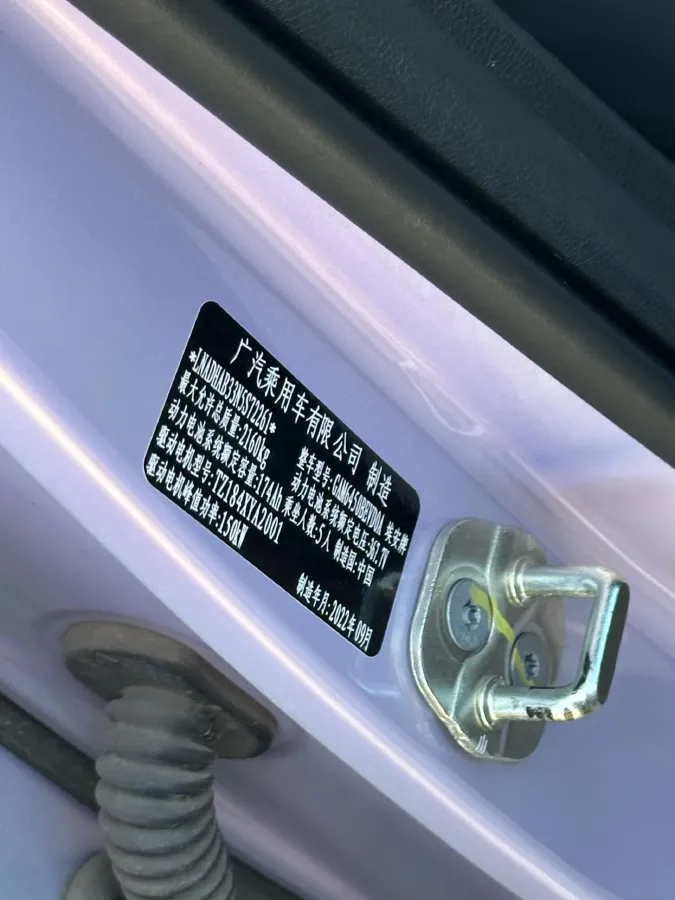 广汽乘用车有限公司 制造
*LNADHAB33N5S72261* 埃安牌
最大允许总质量:2160kg 整车型号:GAM6450BEVD0A
动力电池系统额定容量:172Ah 动力电池系统额定电压:367.7V
驱动电机型号:TZ184XYA2001 乘坐人数:5人 制造国:中国
驱动电机峰值功率:150kW
制造年月:2022年09月